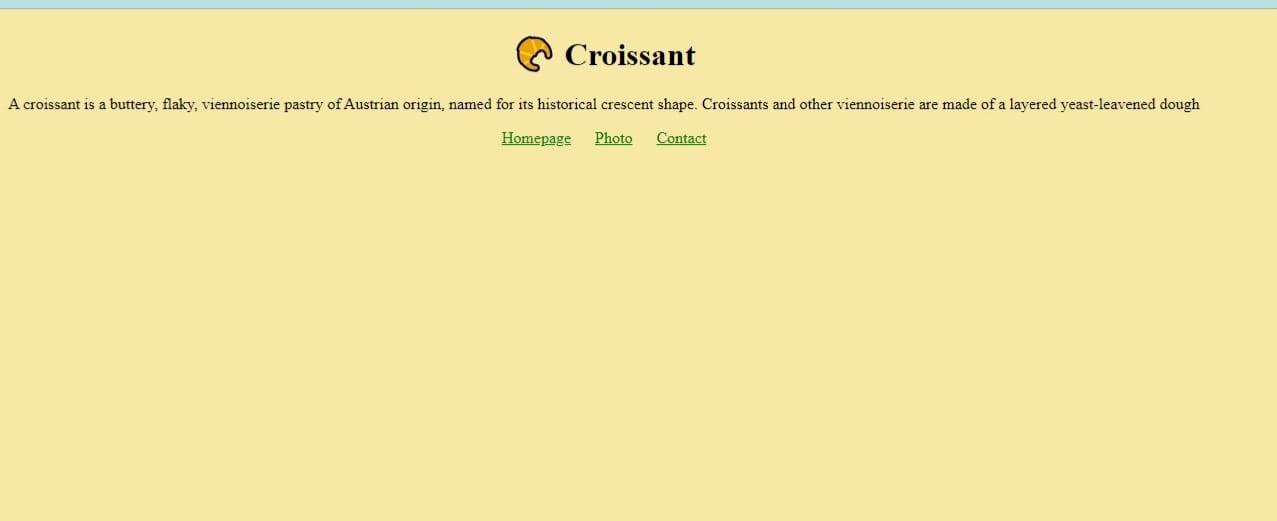 Croissant
A croissant is a buttery, flaky, viennoiserie pastry of Austrian origin, named for its historical crescent shape. Croissants and other viennoiserie are made of a layered yeast-leavened dough
Homepage Photo Contact